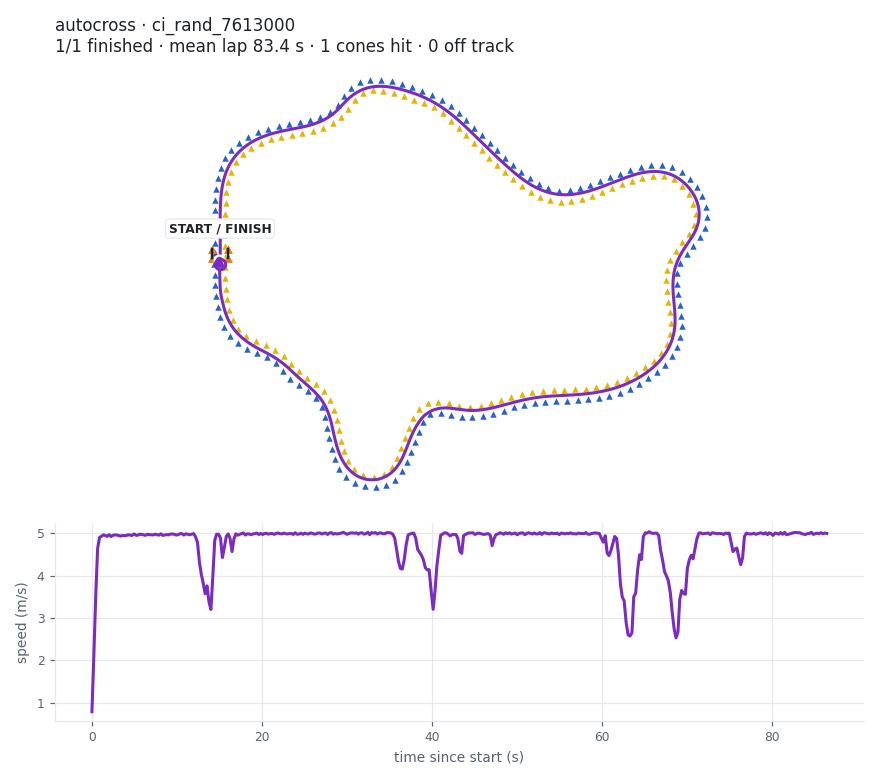 autocross · ci_rand_7613000
1/1 finished · mean lap 83.4 s · 1 cones hit · 0 off track
START / FINISH
5
4
3
2
1
speed (m/s)
0 20 40 60 80
time since start (s)